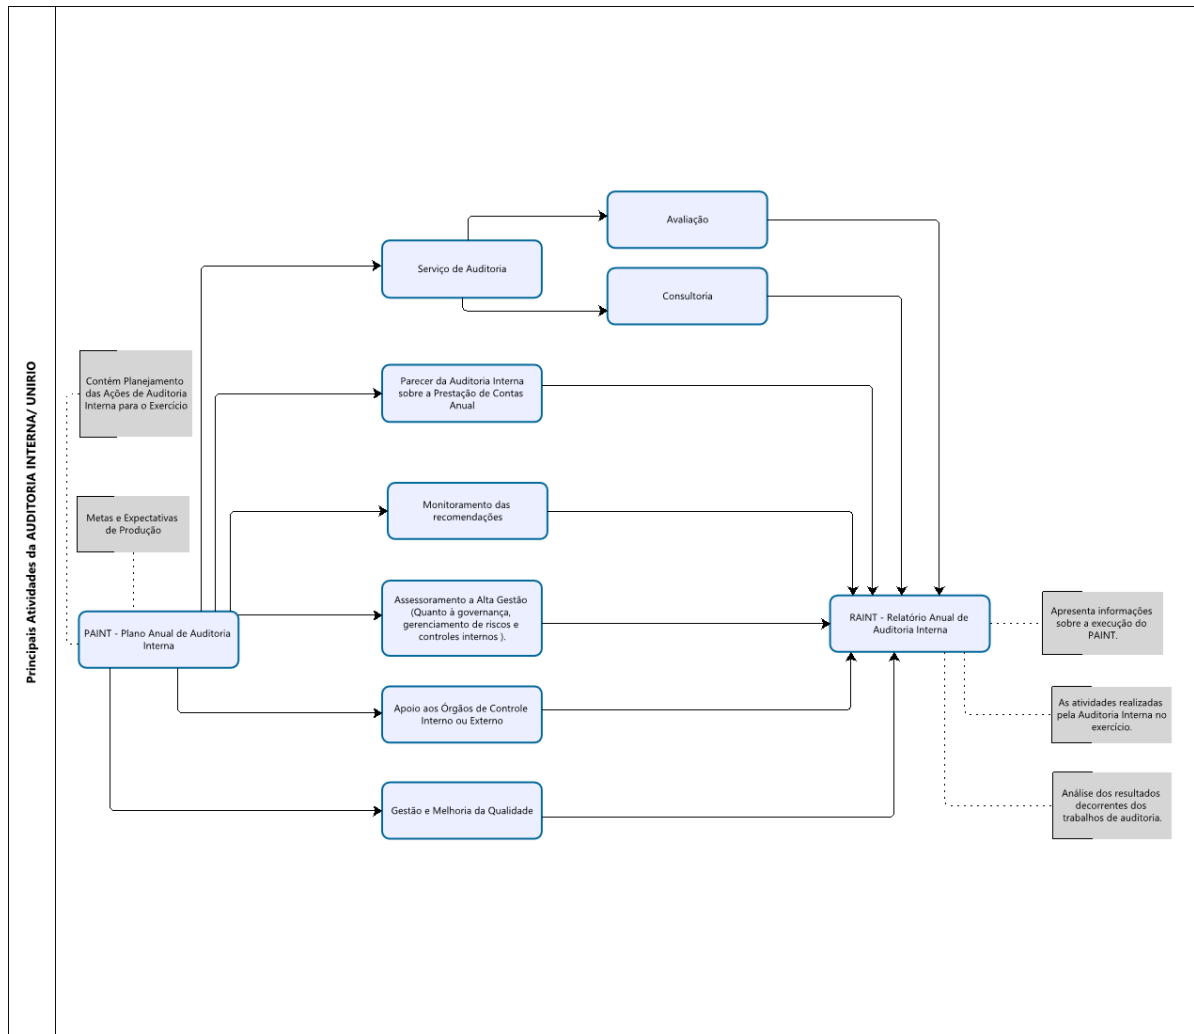 Principais Atividades da AUDITORIA INTERNA/ UNIRIO
Contém Planejamento
das Ações de Auditoria
Interna para o Exercício
Metas e Expectativas
de Produção
PAINT - Plano Anual de Auditoria
Interna
Serviço de Auditoria
Avaliação
Consultoria
Parecer da Auditoria Interna
sobre a Prestação de Contas
Anual
Monitoramento das
recomendações
Assessoramento a Alta Gestão
(Quanto à governança,
gerenciamento de riscos e
controles internos ).
Apoio aos Órgãos de Controle
Interno ou Externo
Gestão e Melhoria da Qualidade
RAINT - Relatório Anual de
Auditoria Interna
Apresenta informações
sobre a execução do
PAINT.
As atividades realizadas
pela Auditoria Interna no
exercício.
Análise dos resultados
decorrentes dos
trabalhos de auditoria.